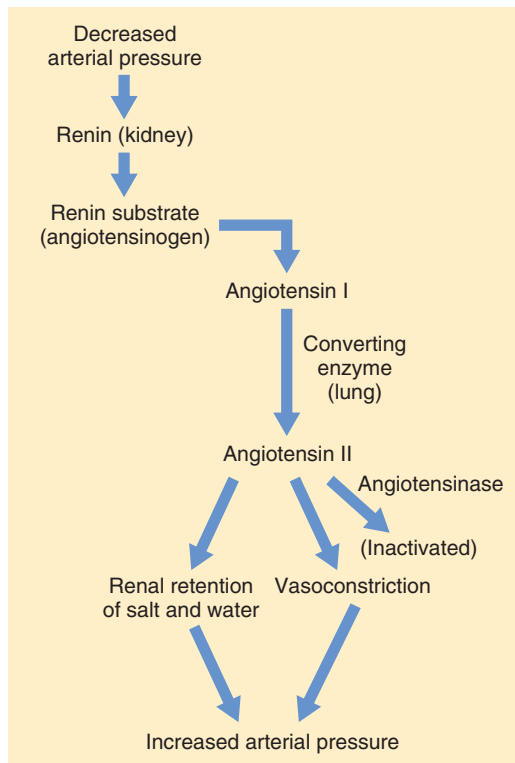 Decreased
arterial pressure
Renin (kidney)
Renin substrate
(angiotensinogen)
Angiotensin I
Converting
enzyme
(lung)
Angiotensin II
Angiotensinase
(Inactivated)
Renal retention
of salt and water
Vasoconstriction
Increased arterial pressure